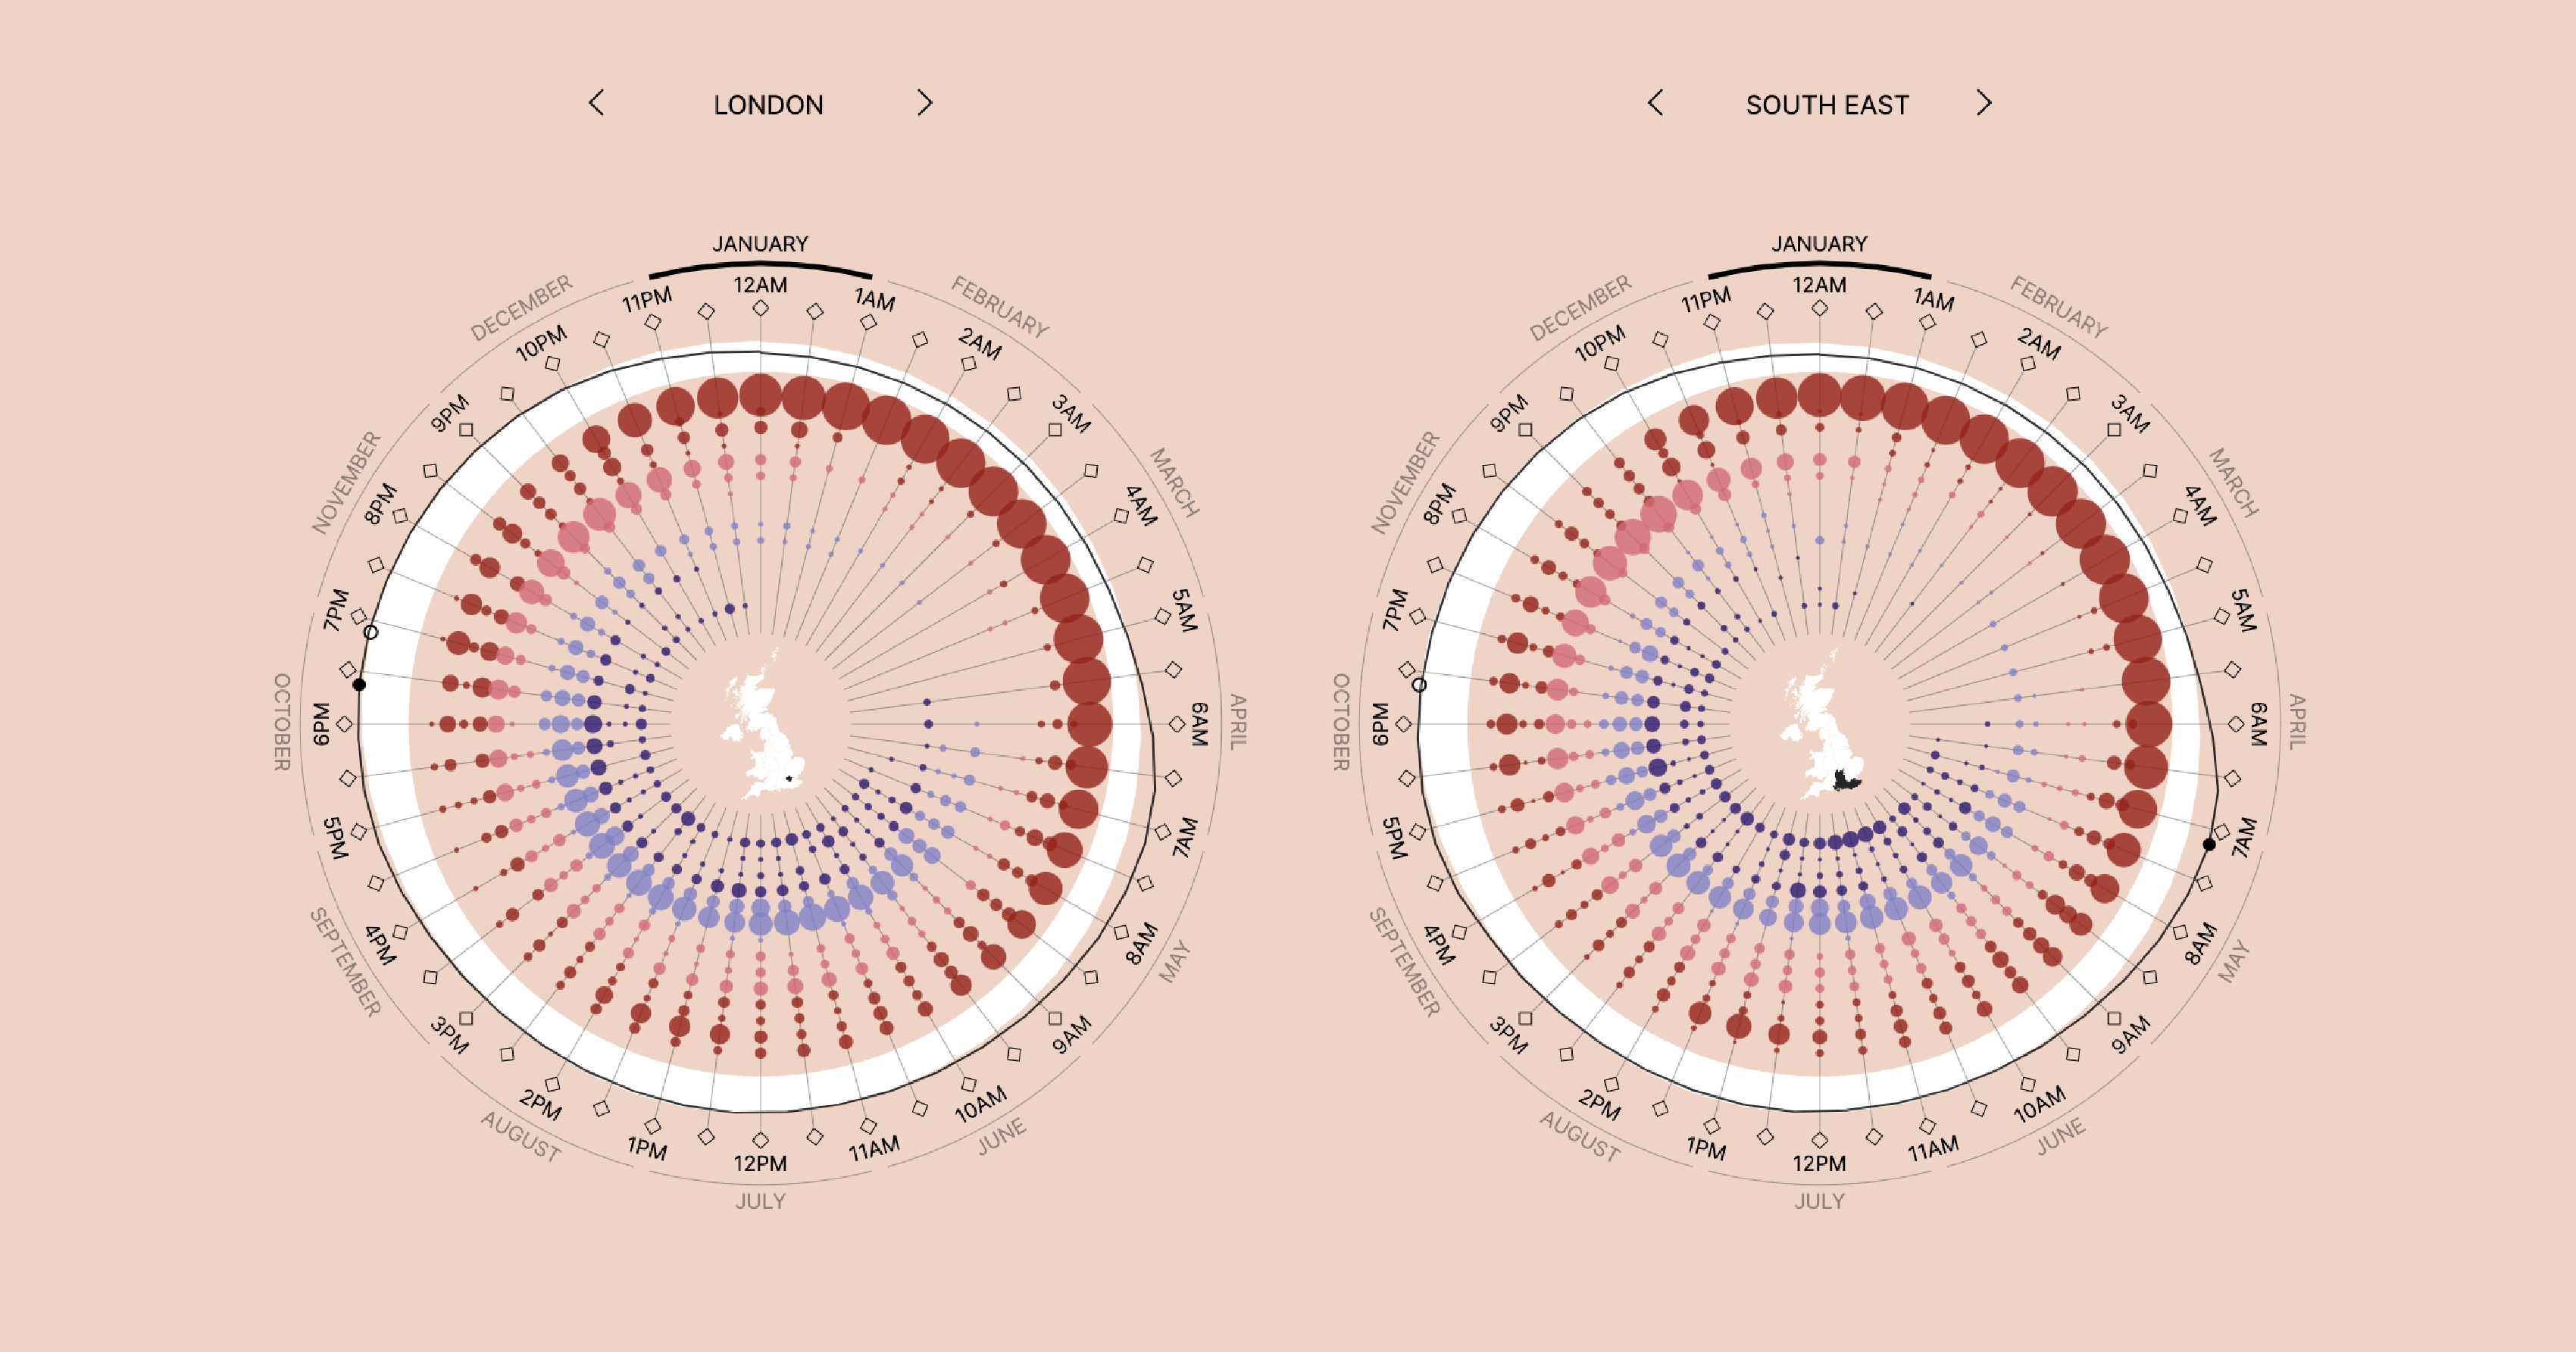 LONDON
JANUARY
12AM
1AM
2AM
3AM
4AM
5AM
6AM
7AM
8AM
9AM
10AM
11AM
12PM
1PM
2PM
3PM
4PM
5PM
6PM
7PM
8PM
9PM
10PM
11PM
FEBRUARY
MARCH
APRIL
MAY
JUNE
JULY
AUGUST
SEPTEMBER
OCTOBER
NOVEMBER
DECEMBER
SOUTH EAST
JANUARY
12AM
1AM
2AM
3AM
4AM
5AM
6AM
7AM
8AM
9AM
10AM
11AM
12PM
1PM
2PM
3PM
4PM
5PM
6PM
7PM
8PM
9PM
10PM
11PM
FEBRUARY
MARCH
APRIL
MAY
JUNE
JULY
AUGUST
SEPTEMBER
OCTOBER
NOVEMBER
DECEMBER